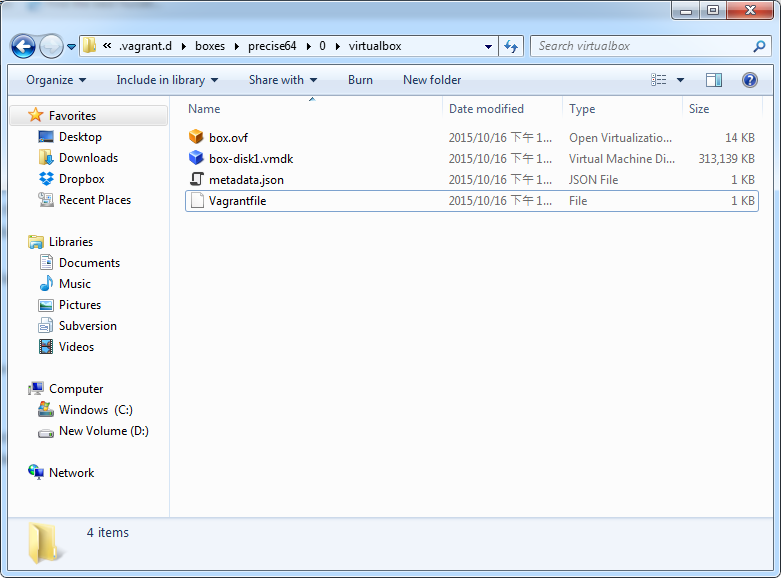 « .vagrant.d ▸ boxes ▸ precise64 ▸ 0 ▸ virtualbox
Search virtualbox
Organize Include in library Share with Burn New folder
Name Date modified Type Size
box.ovf 2015/10/16 下午 1... Open Virtualizatio... 14 KB
box-disk1.vmdk 2015/10/16 下午 1... Virtual Machine Di... 313,139 KB
metadata.json 2015/10/16 下午 1... JSON File 1 KB
Vagrantfile 2015/10/16 下午 1... File 1 KB
Favorites
Desktop
Downloads
Dropbox
Recent Places
Libraries
Documents
Music
Pictures
Subversion
Videos
Computer
Windows (C:)
New Volume (D:)
Network
4 items